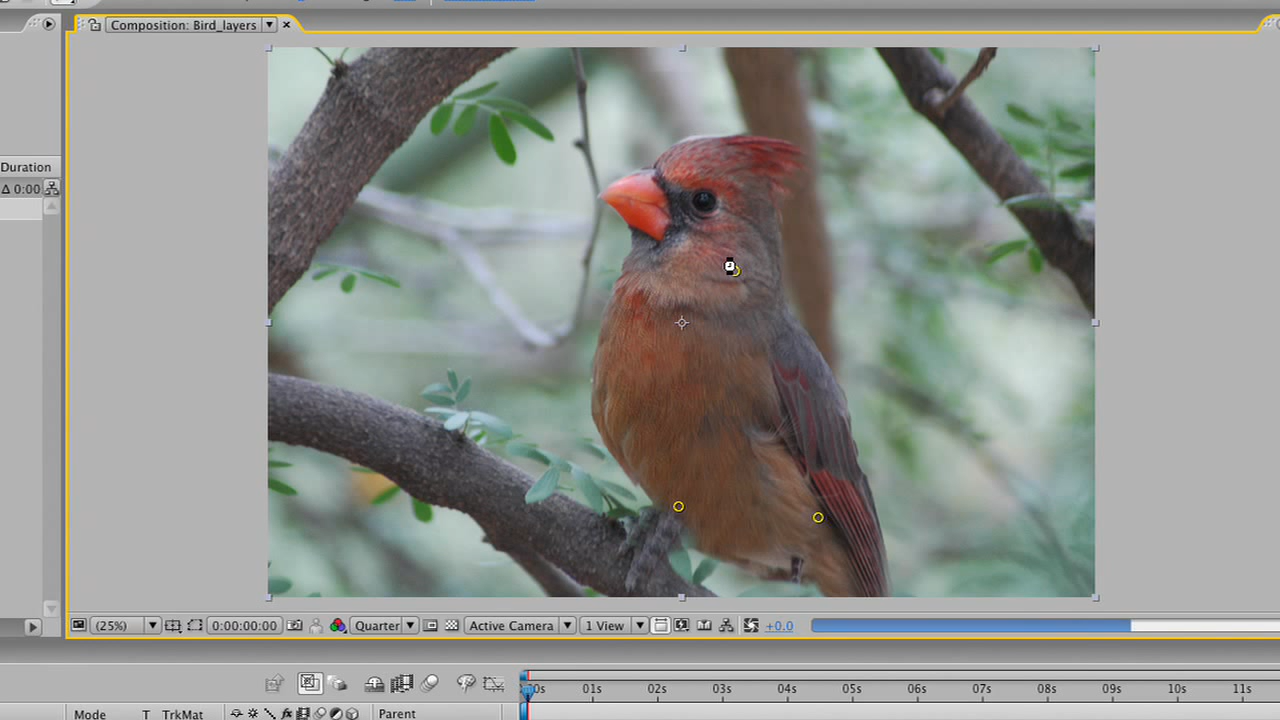 Composition: Bird_layers
Duration
Δ 0:00
(25%) 0:00:00:00 Quarter Active Camera 1 View +0.0
01s 02s 03s 04s 05s 06s 07s 08s 09s 10s 11s
Mode T TrkMat fx Parent